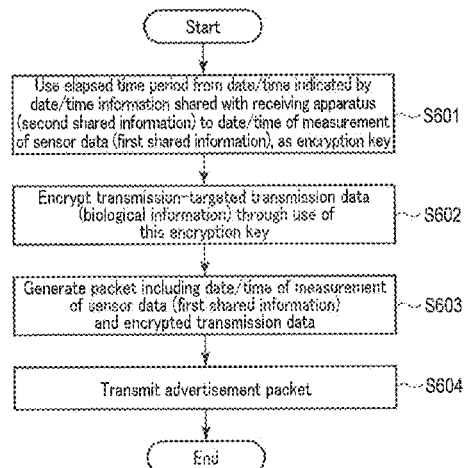 Start
Use elapsed time period from date/time indicated by
date/time information shared with receiving apparatus
(second shared information) to date/time of measurement
of sensor data (first shared information), as encryption key
S601
Encrypt transmission-targeted transmission data
(biological information) through use of
this encryption key
S602
Generate packet including date/time of measurement
of sensor data (first shared information)
and encrypted transmission data
S603
Transmit advertisement packet
S604
End